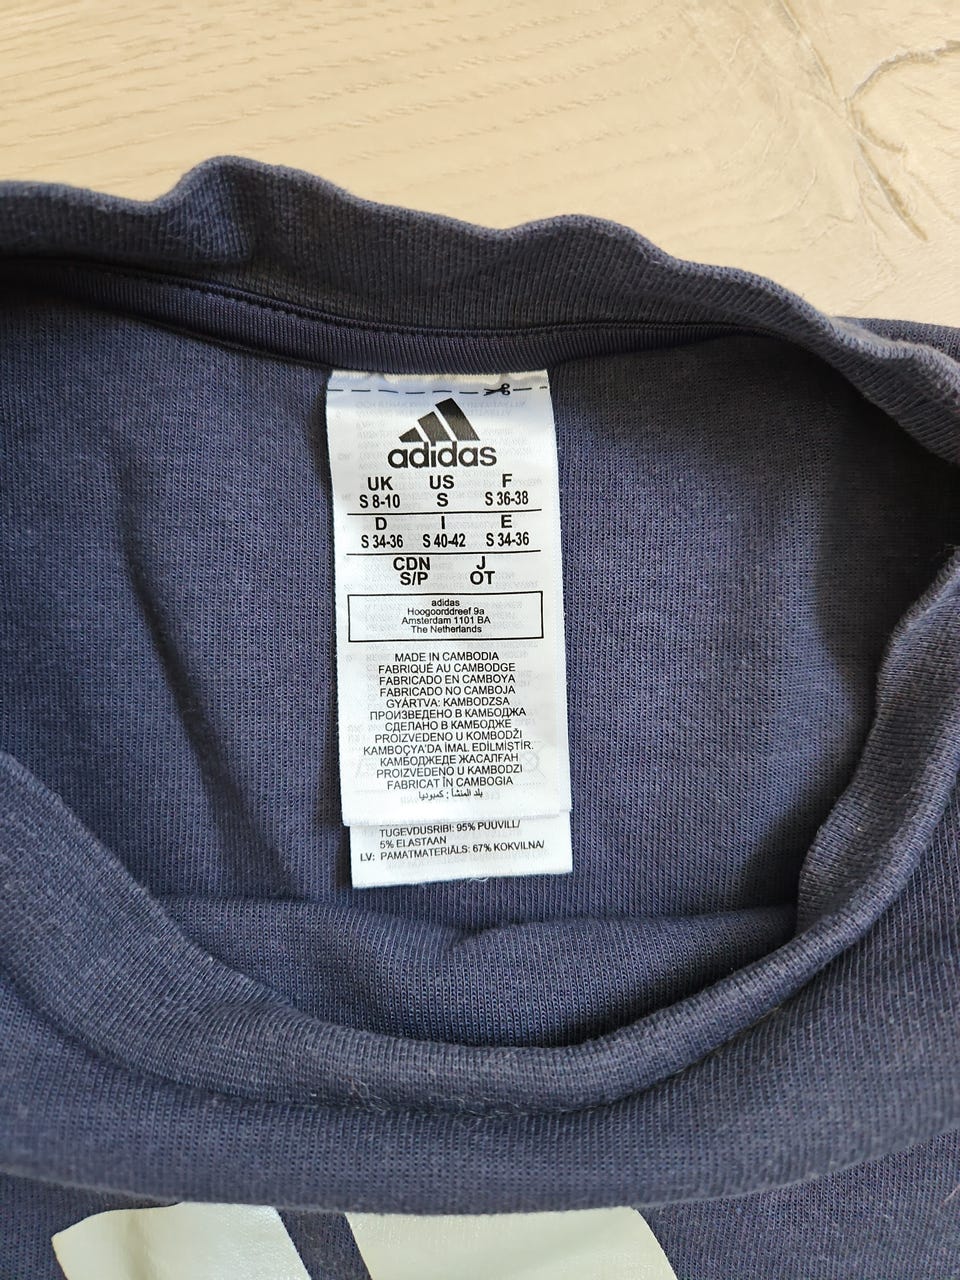 adidas
UK US F
S 8-10 S S 36-38
D I E
S 34-36 S 40-42 S 34-36
CDN J
S/P OT
adidas
Hoogoorddreef 9a
Amsterdam 1101 BA
The Netherlands
MADE IN CAMBODIA
FABRIQUÉ AU CAMBODGE
FABRICADO EN CAMBOYA
FABRICADO NO CAMBOJA
GYÁRTVA: KAMBODZSA
ПРОИЗВЕДЕНО В КАМБОДЖА
СДЕЛАНО В КАМБОДЖЕ
PROIZVEDENO U KOMBODŽI
KAMBOÇYA'DA İMAL EDİLMİŞTİR.
КАМБОДЖЕДЕ ЖАСАЛҒАН
PROIZVEDENO U KAMBODZI
FABRICAT ÎN CAMBOGIA
بلد المنشأ : كمبوديا
TUGEVDUSRIBI: 95% PUUVILL/
5% ELASTAAN
LV: PAMATMATERIĀLS: 67% KOKVILNA/